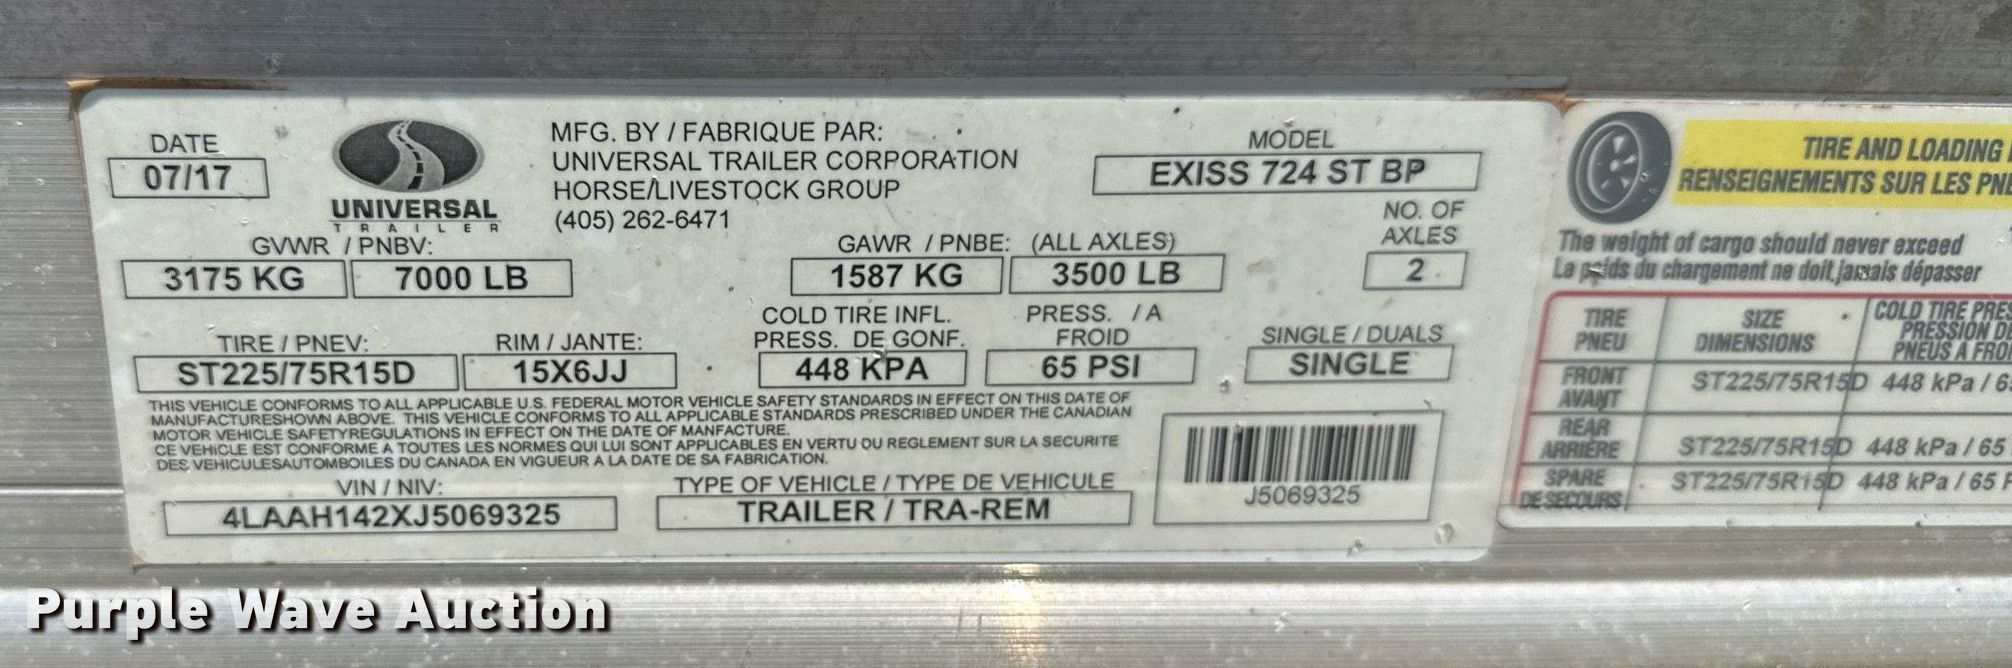 DATE
07/17
UNIVERSAL
TRAILER
MFG. BY / FABRIQUE PAR:
UNIVERSAL TRAILER CORPORATION
HORSE/LIVESTOCK GROUP
(405) 262-6471
MODEL
EXISS 724 ST BP
NO. OF
AXLES
2
GVWR / PNBV:
3175 KG 7000 LB
GAWR / PNBE: (ALL AXLES)
1587 KG 3500 LB
TIRE / PNEV:
ST225/75R15D
RIM / JANTE:
15X6JJ
COLD TIRE INFL. PRESS. / A
PRESS. DE GONF. FROID
448 KPA 65 PSI
SINGLE / DUALS
SINGLE
THIS VEHICLE CONFORMS TO ALL APPLICABLE U.S. FEDERAL MOTOR VEHICLE SAFETY STANDARDS IN EFFECT ON THIS DATE OF
MANUFACTURESHOWN ABOVE. THIS VEHICLE CONFORMS TO ALL APPLICABLE STANDARDS PRESCRIBED UNDER THE CANADIAN
MOTOR VEHICLE SAFETYREGULATIONS IN EFFECT ON THE DATE OF MANFACTURE.
CE VEHICLE EST CONFORME A TOUTES LES NORMES QUI LUI SONT APPLICABLES EN VERTU DU REGLEMENT SUR LA SECURITE
DES VEHICULESAUTOMBOILES DU CANADA EN VIGUEUR A LA DATE DE SA FABRICATION.
VIN / NIV:
4LAAH142XJ5069325
TYPE OF VEHICLE / TYPE DE VEHICULE
TRAILER / TRA-REM
J5069325
TIRE AND LOADING
RENSEIGNEMENTS SUR LES PNE
The weight of cargo should never exceed
Le poids du chargement ne doit jamais dépasser
TIRE
PNEU
SIZE
DIMENSIONS
COLD TIRE PRES
PRESSION D
PNEUS A FROI
FRONT
AVANT
ST225/75R15D 448 kPa / 6
REAR
ARRIÈRE
ST225/75R15D 448 kPa / 65
SPARE
DE SECOURS
ST225/75R15D 448 kPa / 65 P
Purple Wave Auction